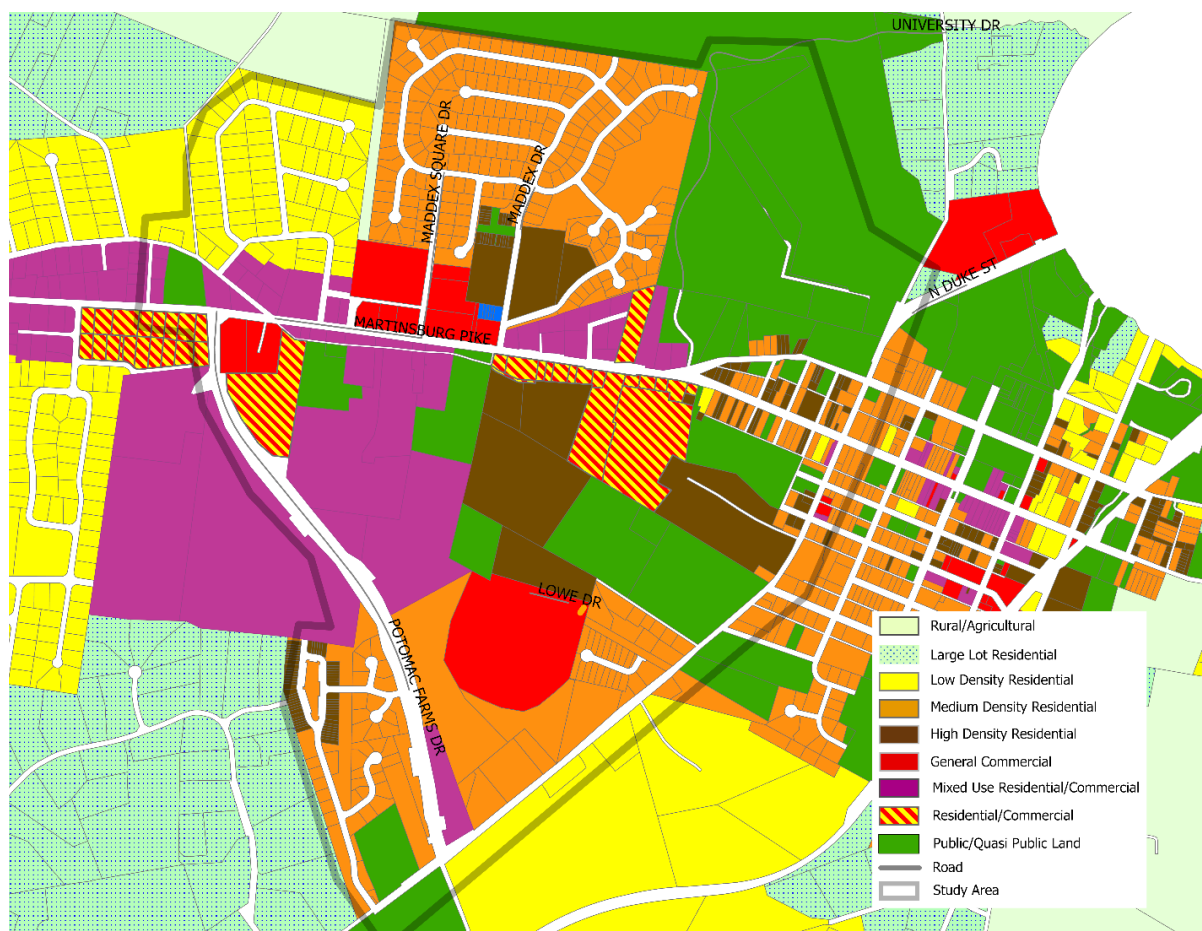 UNIVERSITY DR
MADDEX SQUARE DR
MADDEX DR
N DUKE ST
MARTINSBURG PIKE
LOWE DR
POTOMAC FARMS DR
Rural/Agricultural
Large Lot Residential
Low Density Residential
Medium Density Residential
High Density Residential
General Commercial
Mixed Use Residential/Commercial
Residential/Commercial
Public/Quasi Public Land
Road
Study Area